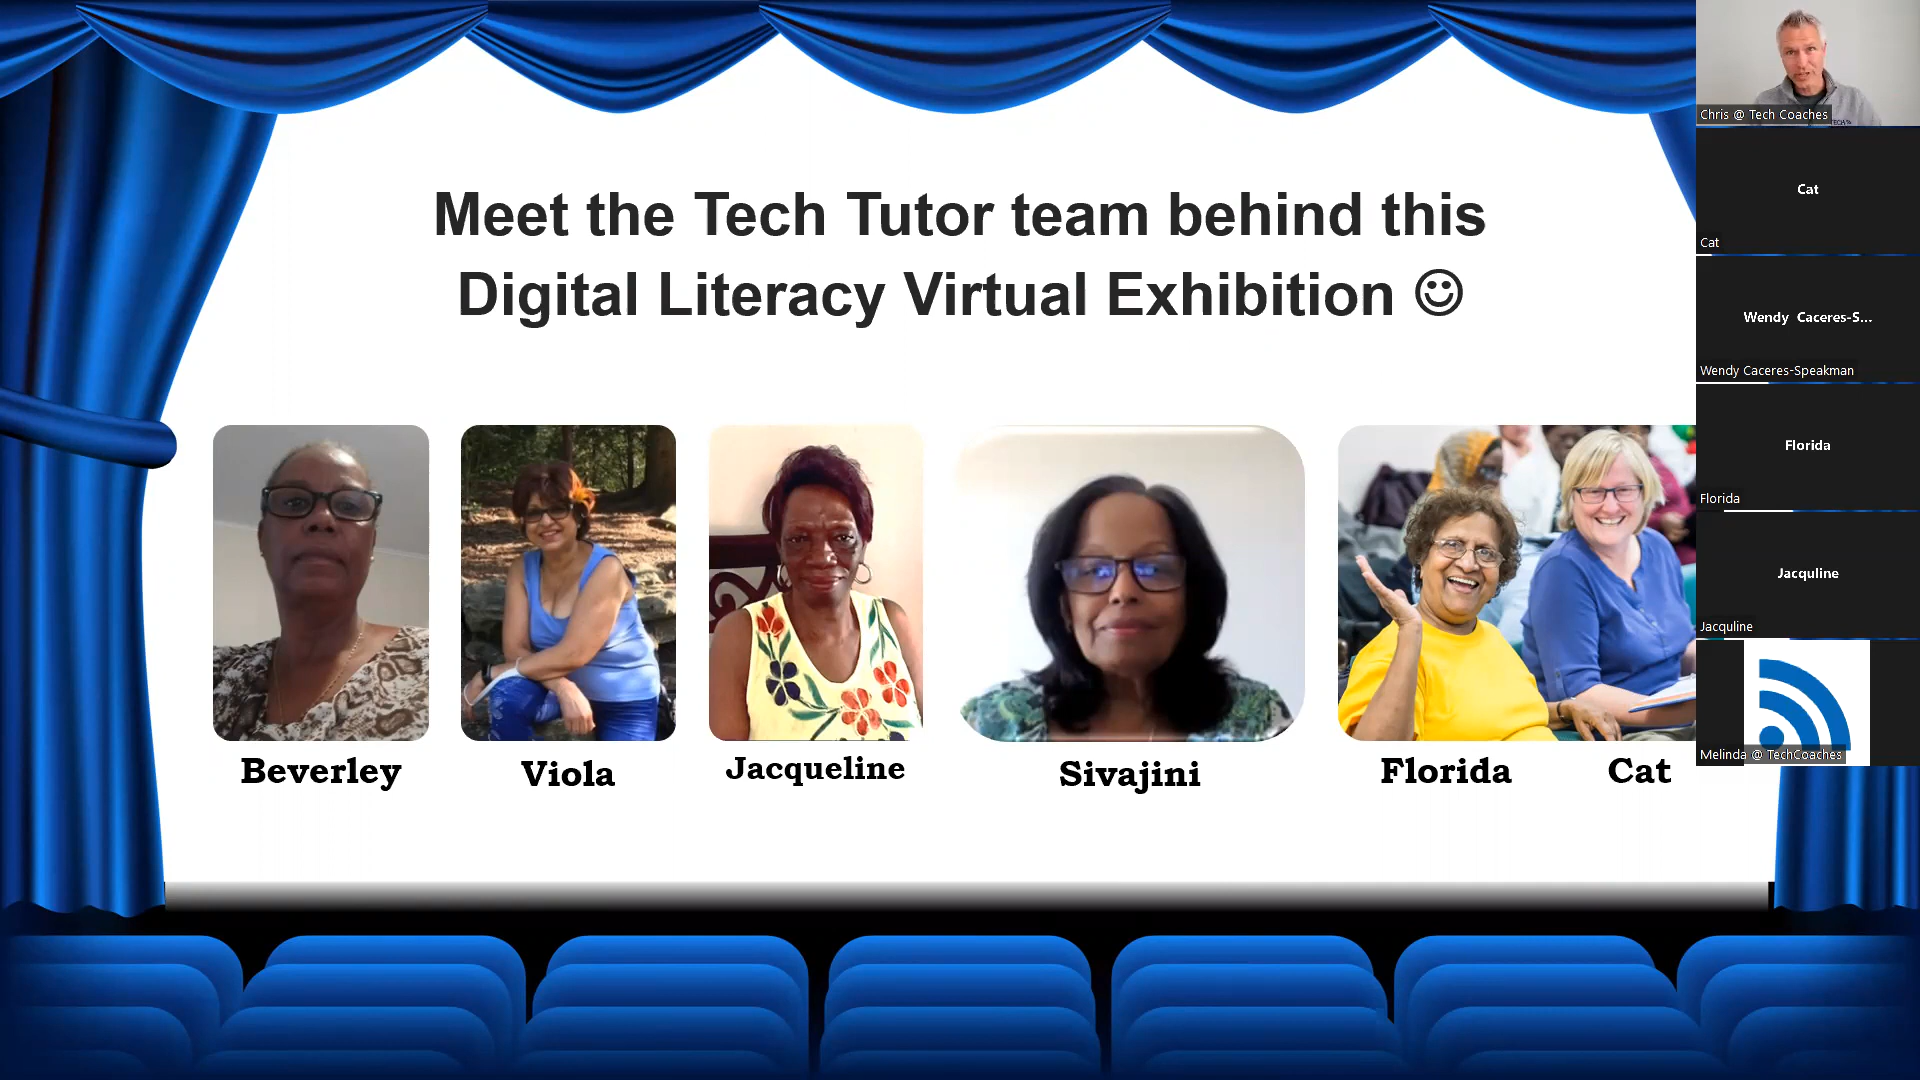 Meet the Tech Tutor team behind this
Digital Literacy Virtual Exhibition ☺
Beverley
Viola
Jacqueline
Sivajini
Florida
Cat
Chris @ Tech Coaches
Cat
Cat
Wendy Caceres-S...
Wendy Caceres-Speakman
Florida
Florida
Jacquline
Jacquline
Melinda @ TechCoaches